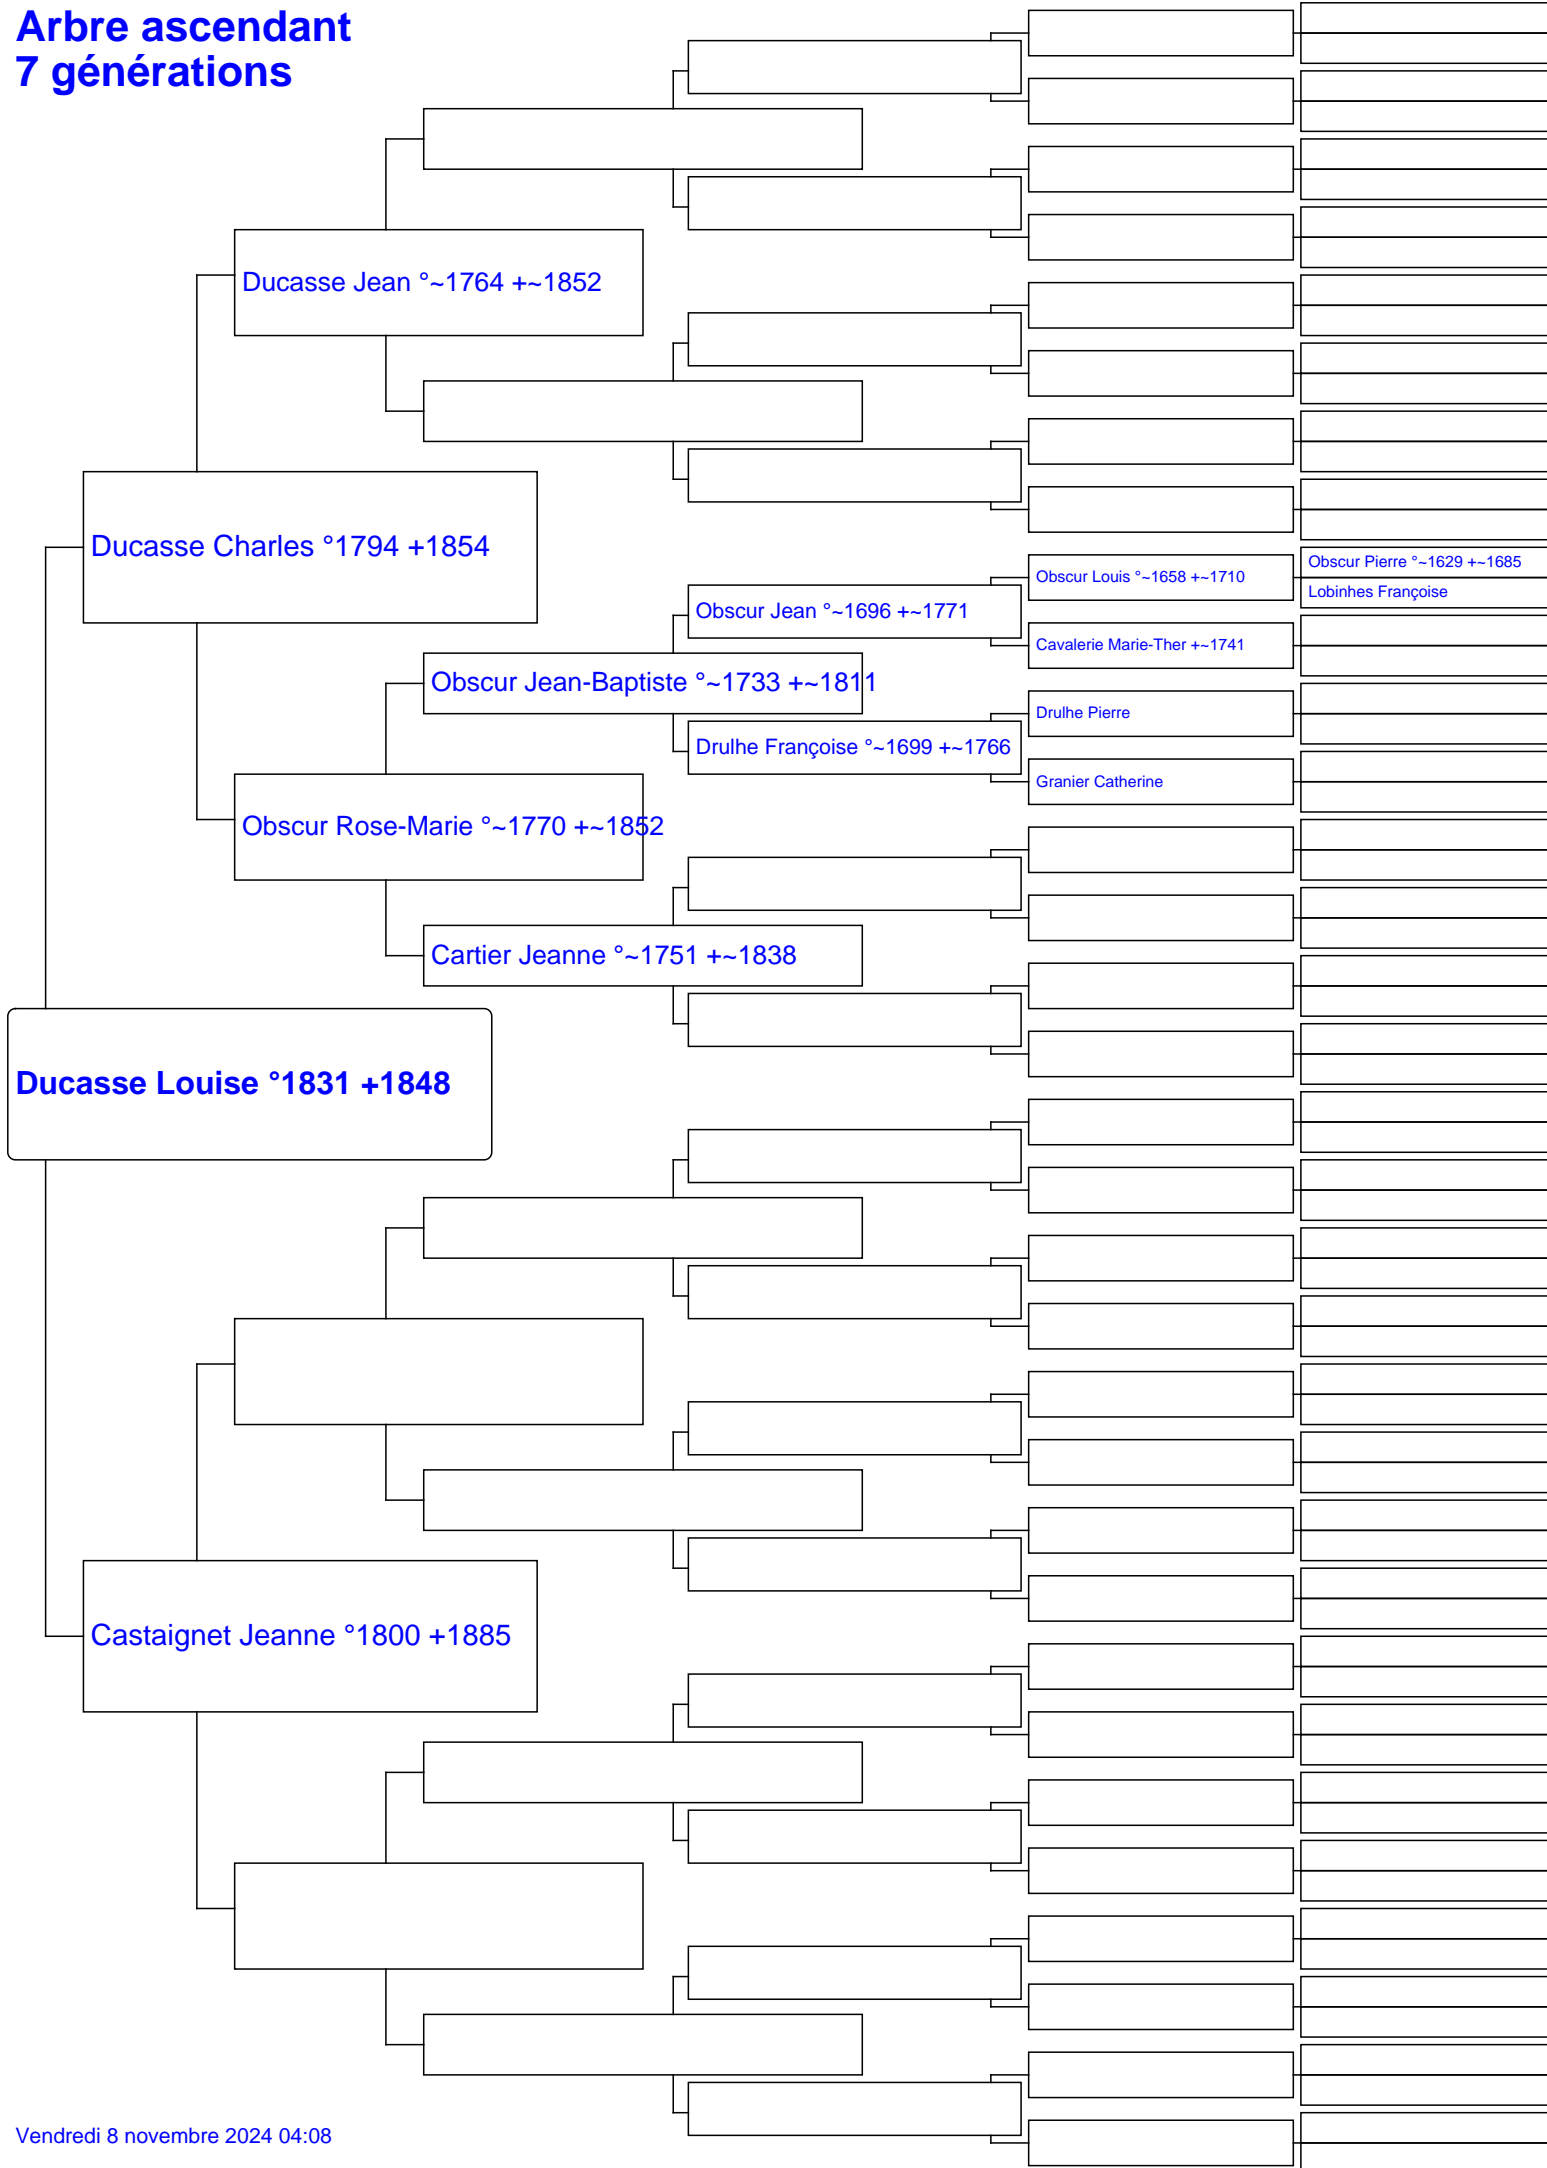 Arbre ascendant
7 générations
Ducasse Jean °~1764 +~1852
Ducasse Charles °1794 +1854
Obscur Pierre °~1629 +~1685
Obscur Louis °~1658 +~1710
Lobinhes Françoise
Obscur Jean °~1696 +~1771
Cavalerie Marie-Ther +~1741
Obscur Jean-Baptiste °~1733 +~1811
Drulhe Pierre
Drulhe Françoise °~1699 +~1766
Granier Catherine
Obscur Rose-Marie °~1770 +~1852
Cartier Jeanne °~1751 +~1838
Ducasse Louise °1831 +1848
Castaignet Jeanne °1800 +1885
Vendredi 8 novembre 2024 04:08